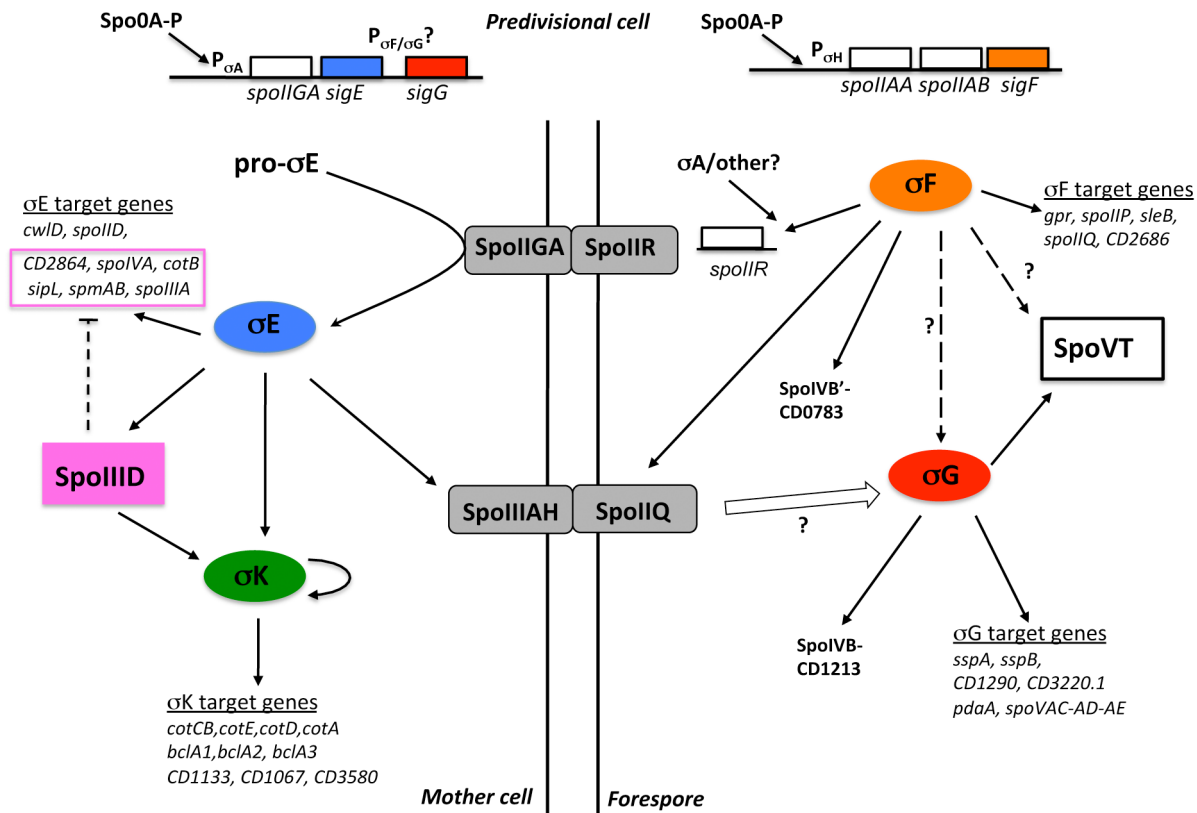 Spo0A-P
Predivisional cell
Spo0A-P
PσA
PσF/σG?
PσH
spoIIGA sigE sigG
spoIIAA spoIIAB sigF
pro-σE
σE target genes
cwlD, spoIID,
CD2864, spoIVA, cotB
sipL, spmAB, spoIIIA
σE
SpoIIGA
SpoIIR
σA/other?
spoIIR
σF
σF target genes
gpr, spoIIP, sleB,
spoIIQ, CD2686
?
?
SpoVT
SpoIVB’-
CD0783
SpoIIID
SpoIIIAH
SpoIIQ
?
σG
σK
SpoIVB-
CD1213
σG target genes
sspA, sspB,
CD1290, CD3220.1
pdaA, spoVAC-AD-AE
σK target genes
cotCB,cotE,cotD,cotA
bclA1,bclA2, bclA3
CD1133, CD1067, CD3580
Mother cell
Forespore